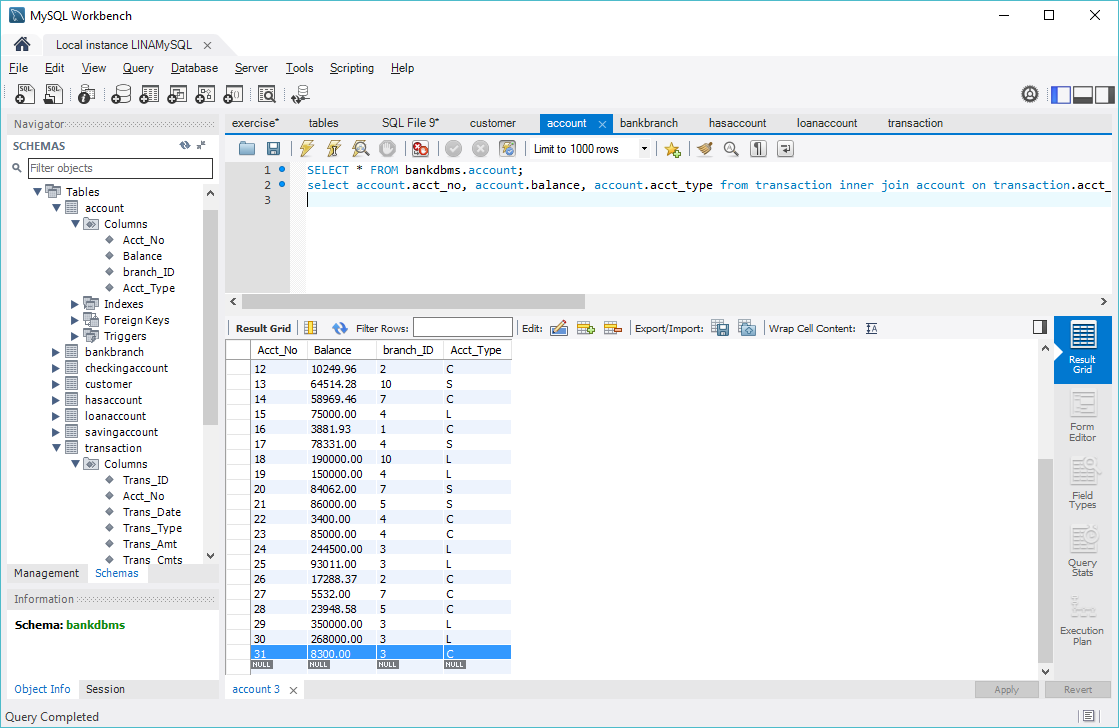 MySQL Workbench
Local instance LINAMySQL
File Edit View Query Database Server Tools Scripting Help
Navigator
SCHEMAS
Filter objects
Tables
account
Columns
Acct_No
Balance
branch_ID
Acct_Type
Indexes
Foreign Keys
Triggers
bankbranch
checkingaccount
customer
hasaccount
loanaccount
savingaccount
transaction
Columns
Trans_ID
Acct_No
Trans_Date
Trans_Type
Trans_Amt
Trans_Cmts
Management Schemas
Information
Schema: bankdbms
Object Info Session
Query Completed
exercise* tables SQL File 9* customer account bankbranch hasaccount loanaccount transaction
Limit to 1000 rows
1 SELECT * FROM bankdbms.account;
2 select account.acct_no, account.balance, account.acct_type from transaction inner join account on transaction.acct_
3
Result Grid Filter Rows: Edit: Export/Import: Wrap Cell Content:
Acct_No Balance branch_ID Acct_Type
12 10249.96 2 C
13 64514.28 10 S
14 58969.46 7 C
15 75000.00 4 L
16 3881.93 1 C
17 78331.00 4 S
18 190000.00 10 L
19 150000.00 4 L
20 84062.00 7 S
21 86000.00 5 S
22 3400.00 4 C
23 85000.00 4 C
24 244500.00 3 L
25 93011.00 3 L
26 17288.37 2 C
27 5532.00 7 C
28 23948.58 5 C
29 350000.00 3 L
30 268000.00 3 L
31 8300.00 3 C
NULL NULL NULL NULL
Result
Grid
Form
Editor
Field
Types
Query
Stats
Execution
Plan
account 3
Apply Revert